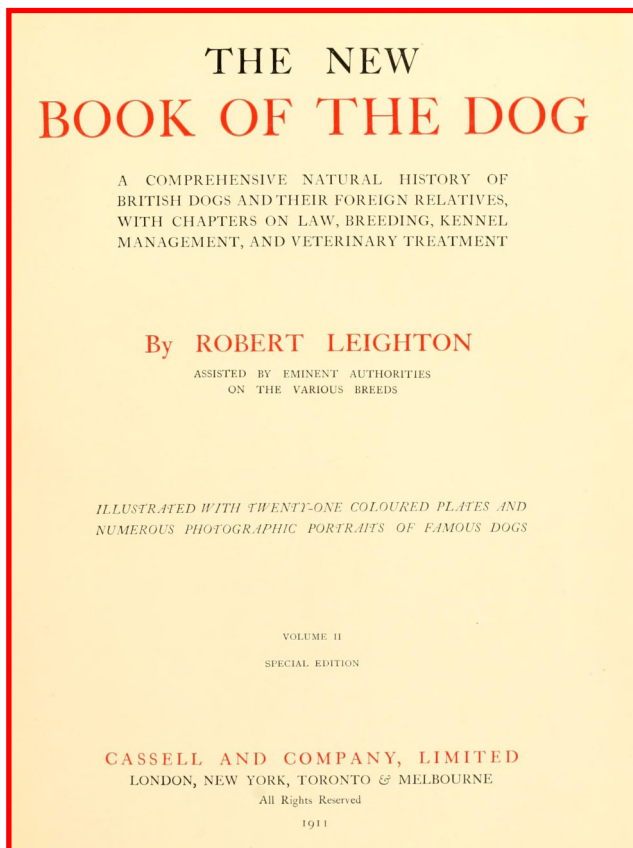 THE NEW
BOOK OF THE DOG
A COMPREHENSIVE NATURAL HISTORY OF
BRITISH DOGS AND THEIR FOREIGN RELATIVES,
WITH CHAPTERS ON LAW, BREEDING, KENNEL
MANAGEMENT, AND VETERINARY TREATMENT
By ROBERT LEIGHTON
ASSISTED BY EMINENT AUTHORITIES
ON THE VARIOUS BREEDS
ILLUSTRATED WITH TWENTY-ONE COLOURED PLATES AND
NUMEROUS PHOTOGRAPHIC PORTRAITS OF FAMOUS DOGS
VOLUME II
SPECIAL EDITION
CASSELL AND COMPANY, LIMITED
LONDON, NEW YORK, TORONTO & MELBOURNE
All Rights Reserved
1911